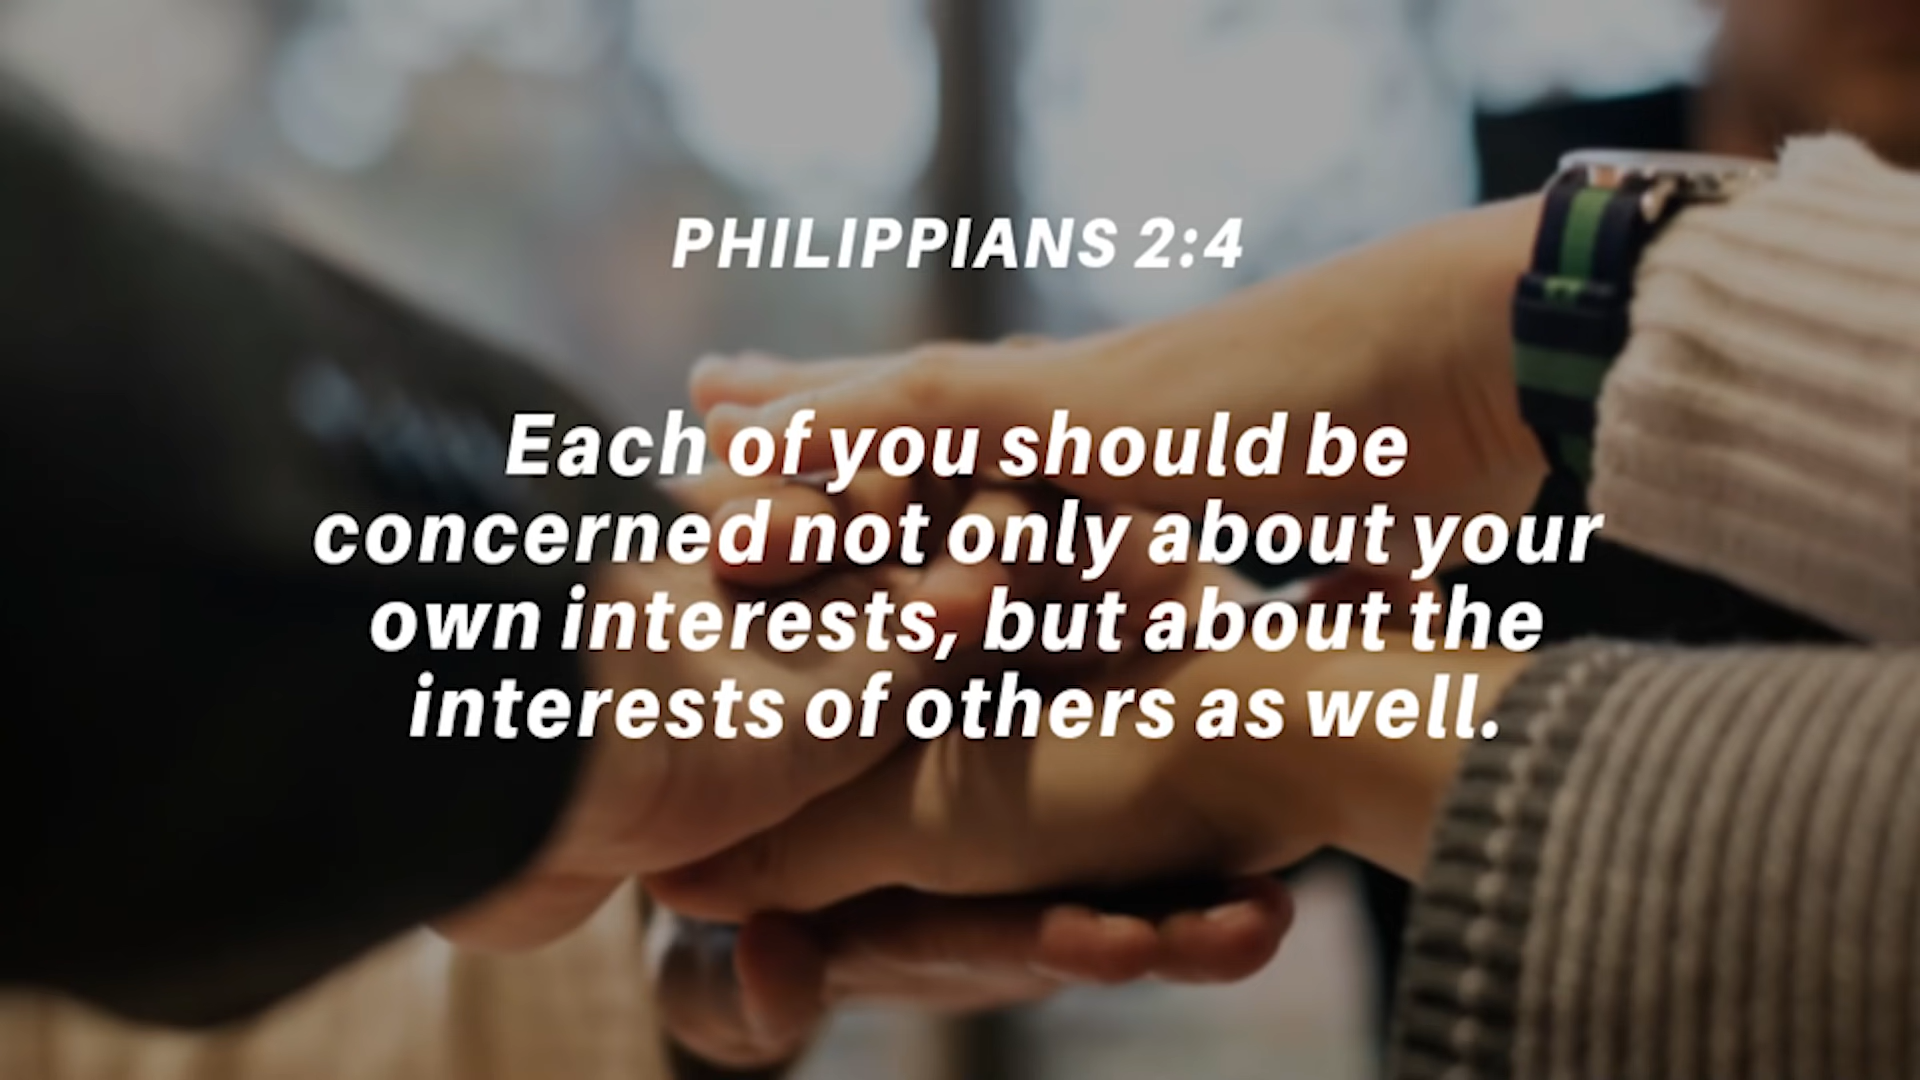 PHILIPPIANS 2:4
Each of you should be
concerned not only about your
own interests, but about the
interests of others as well.